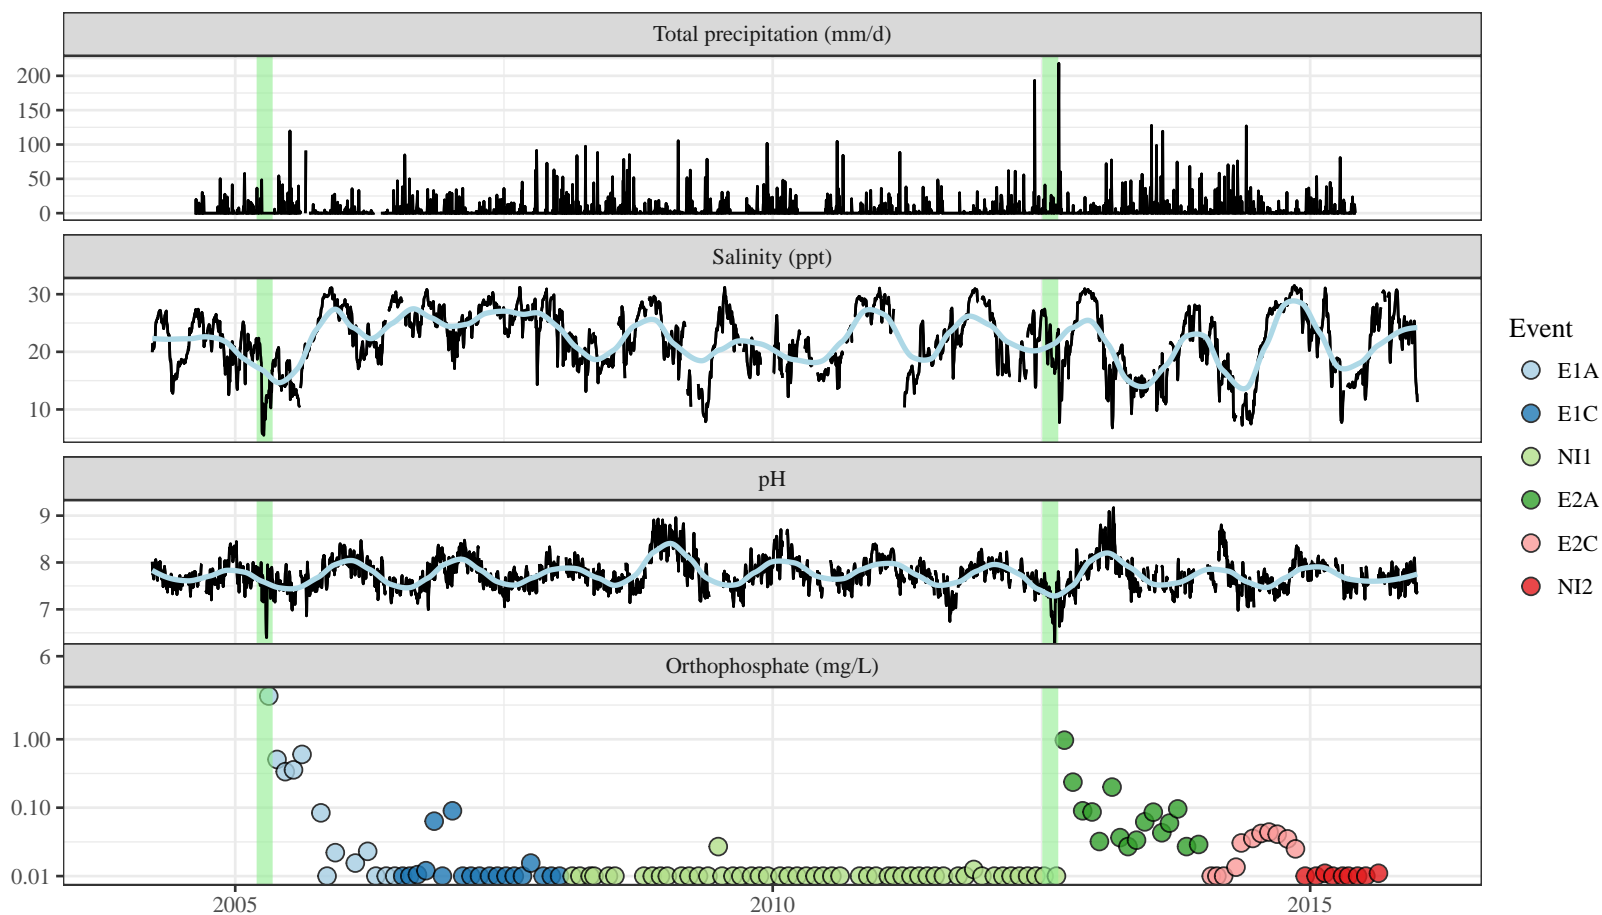 Total precipitation (mm/d)
200
150
100
50
0
Salinity (ppt)
30
20
10
pH
9
8
7
6
Orthophosphate (mg/L)
1.00
0.10
0.01
2005
2010
2015
Event
E1A
E1C
NI1
E2A
E2C
NI2